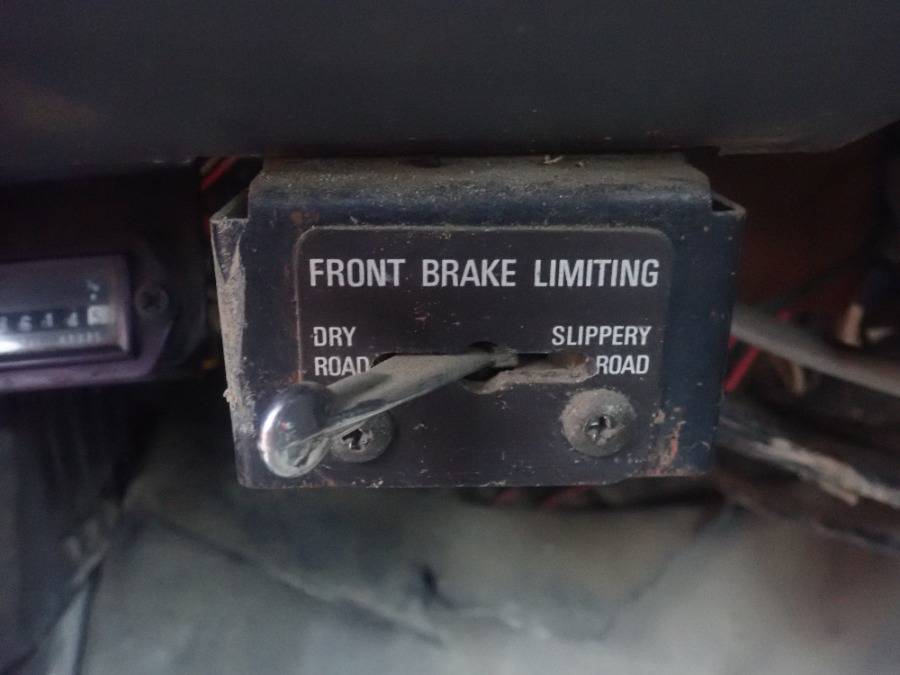 FRONT BRAKE LIMITING
DRY
ROAD
SLIPPERY
ROAD